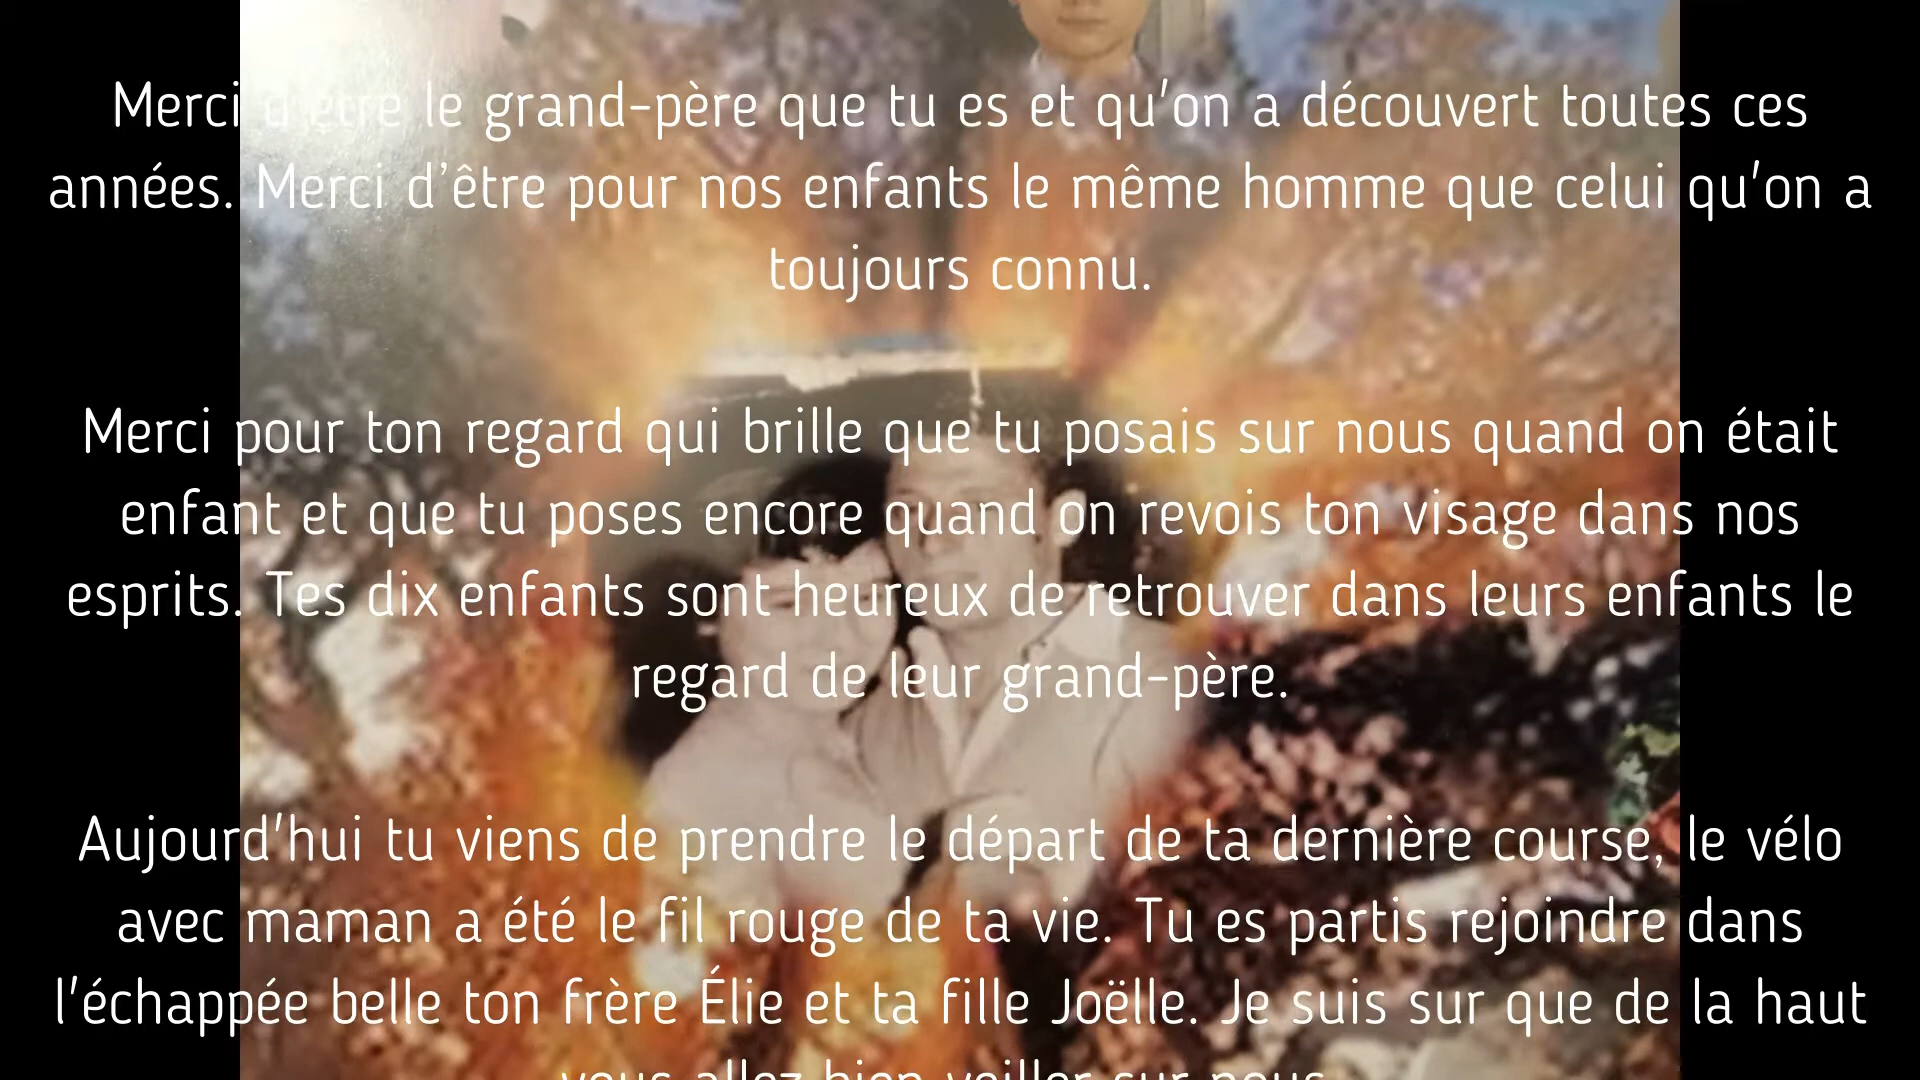 Merci d'être le grand-père que tu es et qu'on a découvert toutes ces
années. Merci d’être pour nos enfants le même homme que celui qu'on a
toujours connu.
Merci pour ton regard qui brille que tu posais sur nous quand on était
enfant et que tu poses encore quand on revois ton visage dans nos
esprits. Tes dix enfants sont heureux de retrouver dans leurs enfants le
regard de leur grand-père.
Aujourd'hui tu viens de prendre le départ de ta dernière course, le vélo
avec maman a été le fil rouge de ta vie. Tu es partis rejoindre dans
l'échappée belle ton frère Élie et ta fille Joëlle. Je suis sur que de la haut
vous allez bien veiller sur nous.